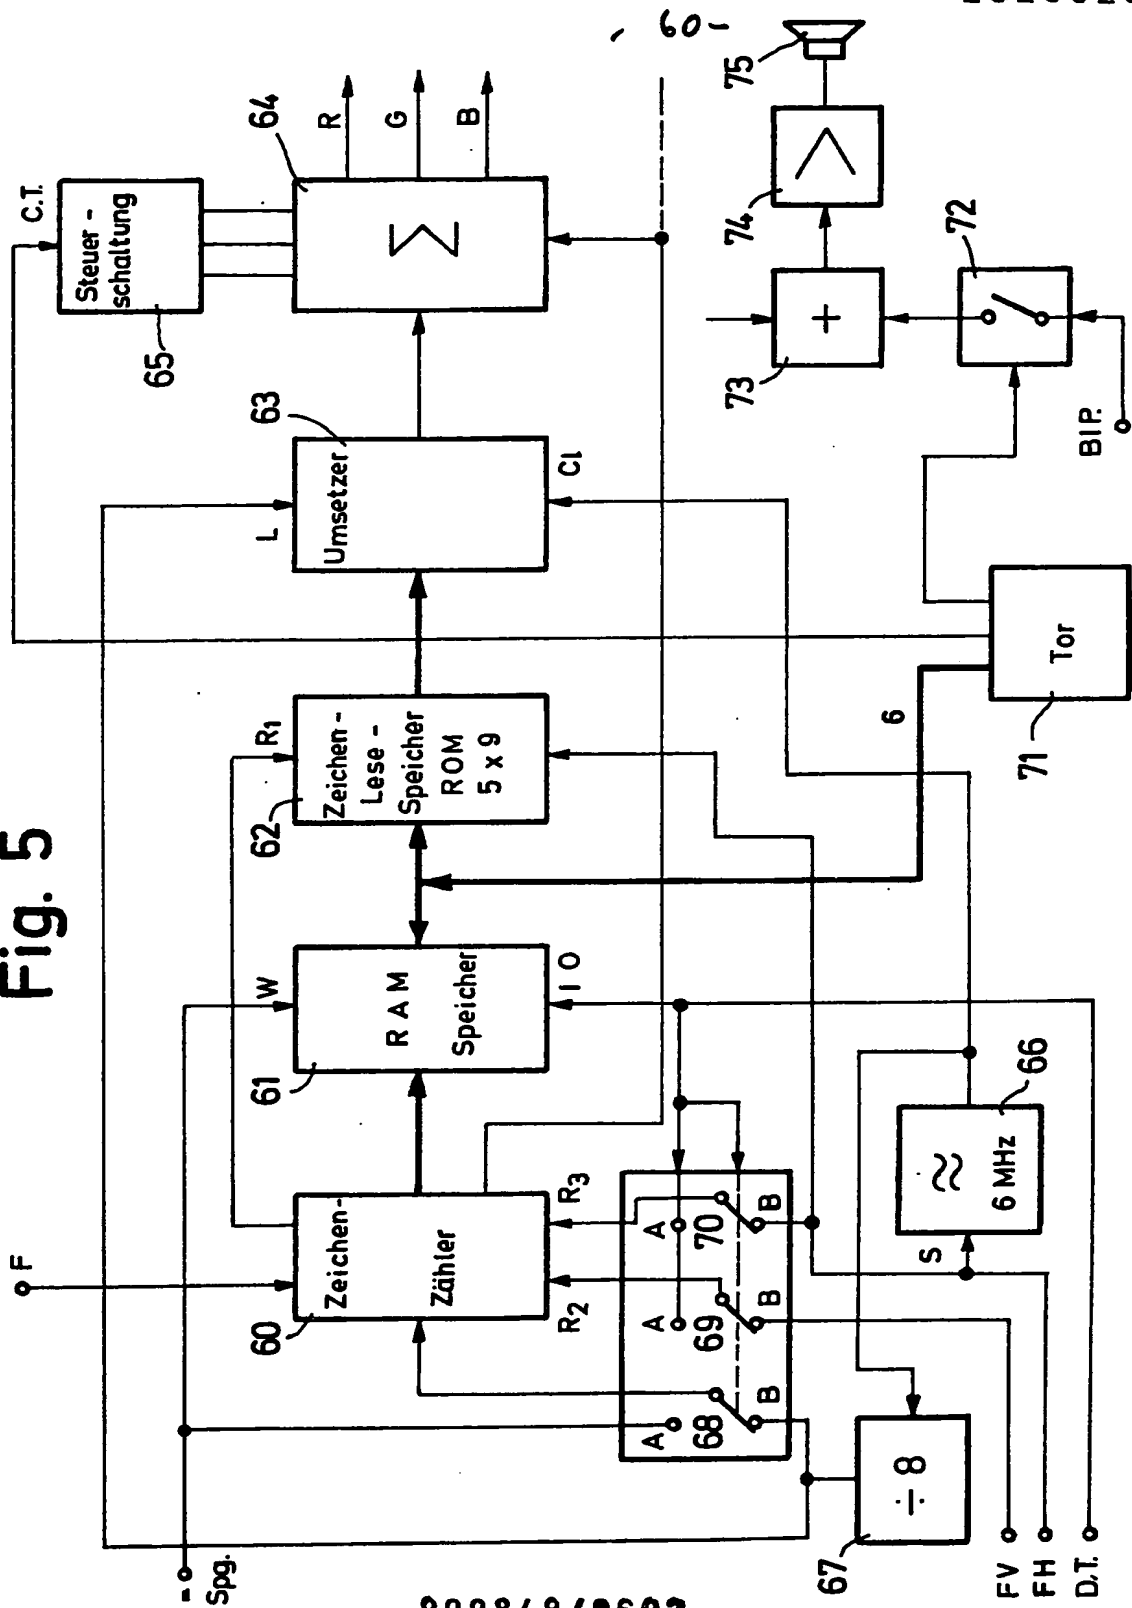 Fig. 5
- 60 -
C.T.
Steuer-
schaltung
65
64
R
G
B
Σ
63
L
Umsetzer
Cl
62
R1
Zeichen-
Lese-
Speicher
ROM
5 x 9
61
W
RAM
Speicher
I O
60
F
Zeichen-
Zähler
R2
R3
-
Spg.
A
68
B
A
69
B
A
70
B
75
74
73
+
72
BI P.
6
71
Tor
66
6 MHz
S
67
÷ 8
FV
FH
D.T.